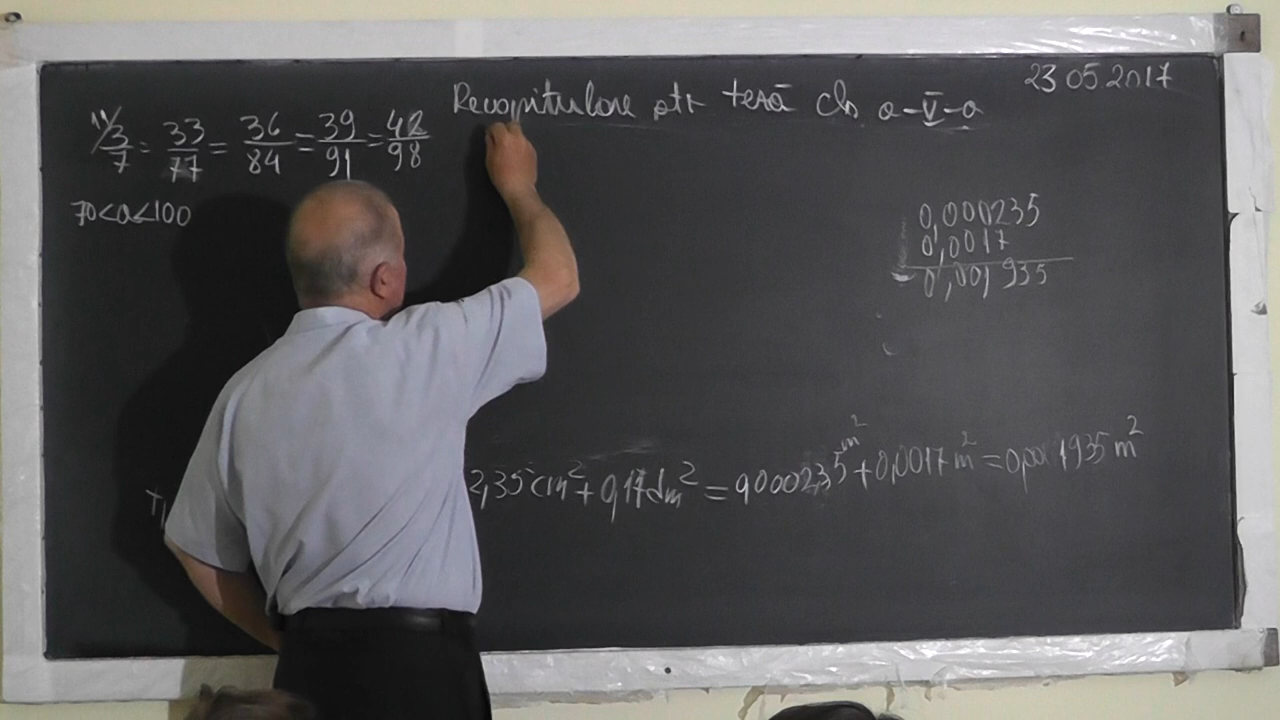 23 05.2017
Recapitulare ptr teză cls a-V-a
11/3/7 = 33/77 = 36/84 = 39/91 = 42/98
70<a<100
0,000235
0,0017
0,001935
2,35 cm² + 0,17 dm² = 0,000235 m² + 0,0017 m² = 0,001935 m²